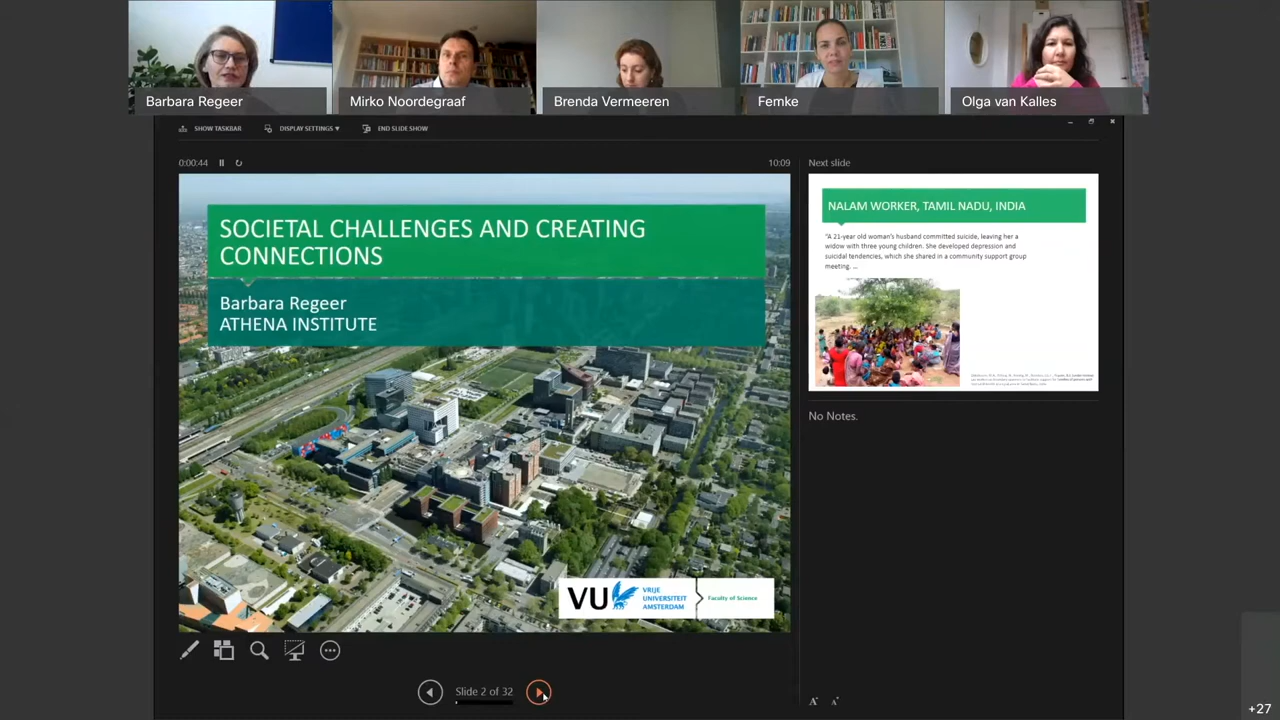 Barbara Regeer
Mirko Noordegraaf
Brenda Vermeeren
Femke
Olga van Kalles
SHOW TASKBAR
DISPLAY SETTINGS ▼
END SLIDE SHOW
0:00:44
10:09
Next slide
SOCIETAL CHALLENGES AND CREATING
CONNECTIONS
Barbara Regeer
ATHENA INSTITUTE
VU
VRIJE
UNIVERSITEIT
AMSTERDAM
Faculty of Science
NALAM WORKER, TAMIL NADU, INDIA
"A 21-year old woman's husband committed suicide, leaving her a
widow with three young children. She developed depression and
suicidal tendencies, which she shared in a community support group
meeting. ...
No Notes.
Slide 2 of 32
A A
+27